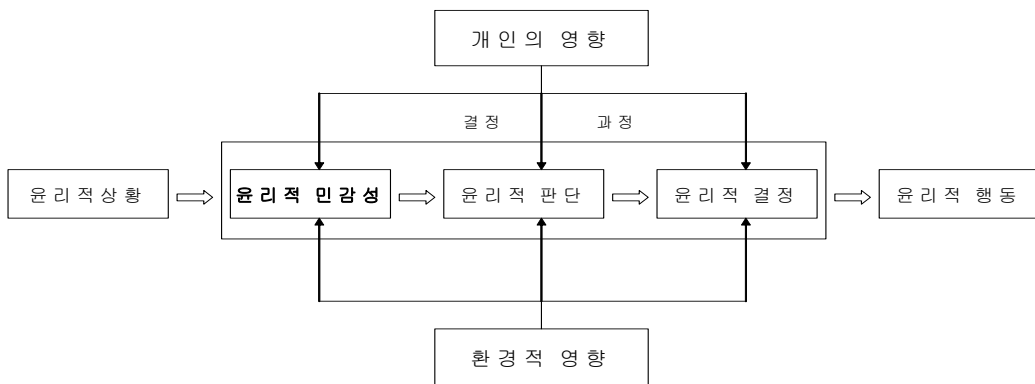 개인의 영향
결정 과정
윤리적상황
윤리적 민감성
윤리적 판단
윤리적 결정
윤리적 행동
환경적 영향